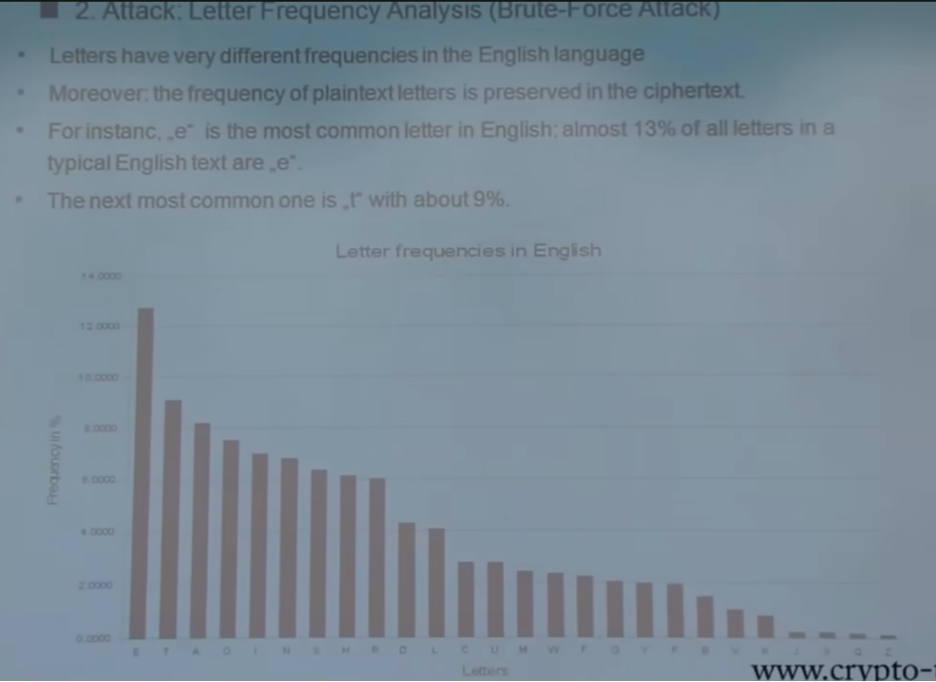 2. Attack: Letter Frequency Analysis (Brute-Force Attack)
• Letters have very different frequencies in the English language
• Moreover: the frequency of plaintext letters is preserved in the ciphertext.
• For instanc, „e“ is the most common letter in English; almost 13% of all letters in a
typical English text are „e“.
• The next most common one is „t“ with about 9%.
Letter frequencies in English
14.0000
12.0000
10.0000
8.0000
6.0000
4.0000
2.0000
0.0000
Frequency in %
E T A O I N S H R D L C U M W F G Y P B V K J X Q Z
Letters
www.crypto-